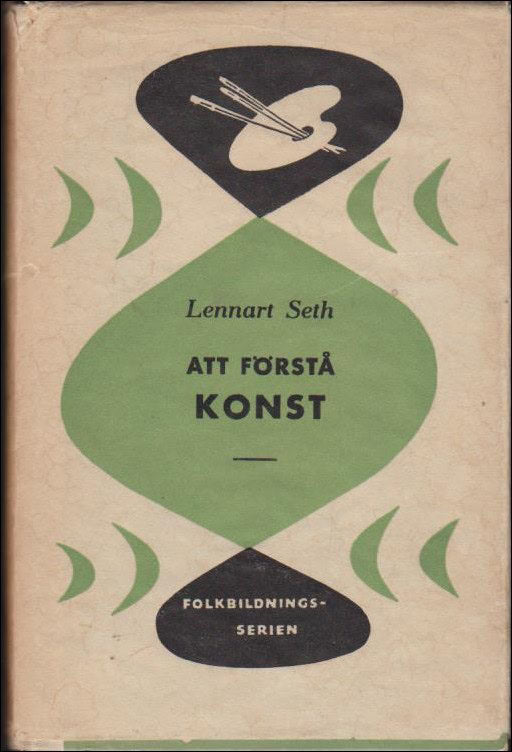 Lennart Seth
ATT FÖRSTÅ
KONST
FOLKBILDNINGS-
SERIEN